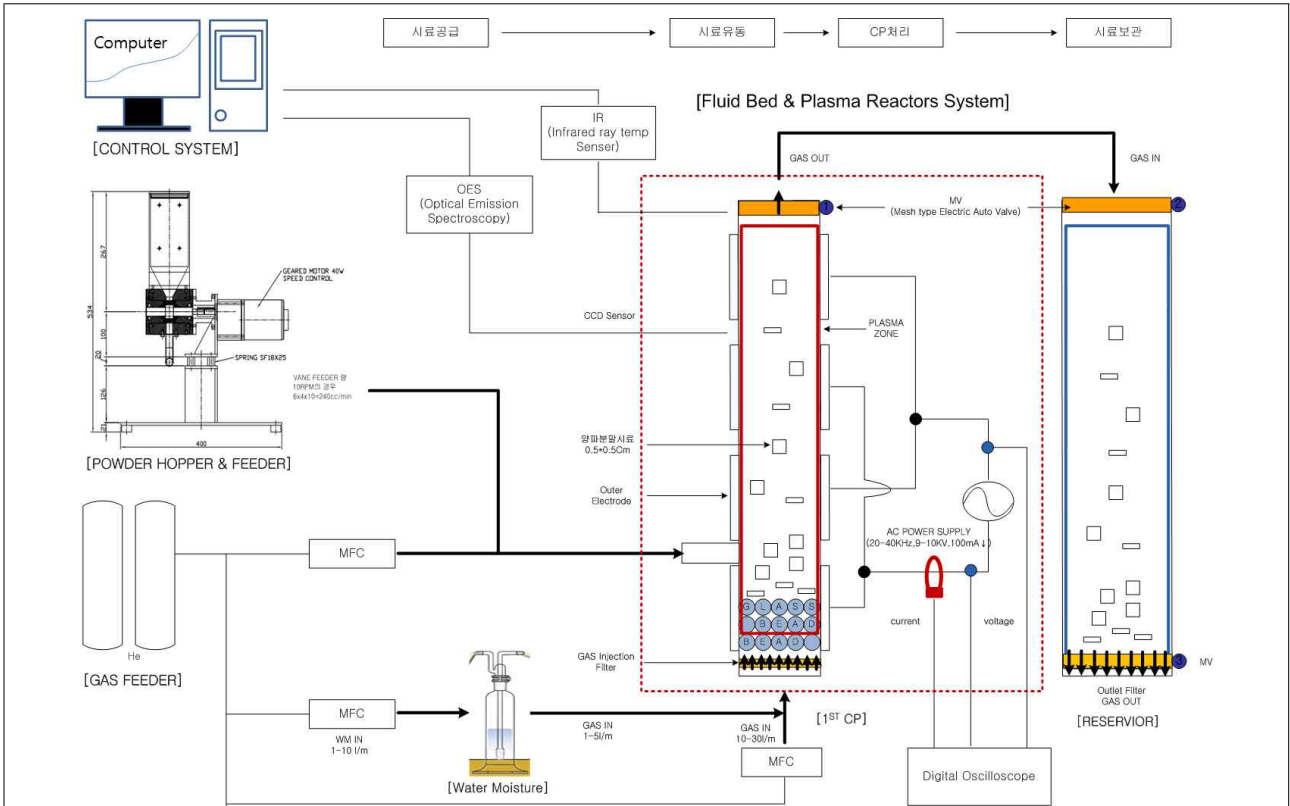 Computer
[CONTROL SYSTEM]
시료공급
시료유동
CP처리
시료보관
[Fluid Bed & Plasma Reactors System]
IR
(Infrared ray temp
Senser)
OES
(Optical Emission
Spectroscopy)
GAS OUT
GAS IN
1
MV
(Mesh type Electric Auto Valve)
2
267
534
100
20
126
21
400
GEARED MOTOR 40W
SPEED CONTROL
SPRING SF18X25
VANE FEEDER 량
10RPM의 경우
6x4x10=240cc/min
[POWDER HOPPER & FEEDER]
CCD Sensor
PLASMA
ZONE
양파분말시료
0.5*0.5Cm
Outer
Electrode
AC POWER SUPPLY
(20-40KHz,9-10KV,100mA↓)
MFC
G L A S S
B E A D
B E A D
current
voltage
He
[GAS FEEDER]
GAS Injection
Filter
3
MV
Outlet Filter
GAS OUT
[RESERVIOR]
[1ST CP]
MFC
WM IN
1-10 l/m
GAS IN
1-5l/m
GAS IN
10-30l/m
MFC
[Water Moisture]
Digital Oscilloscope